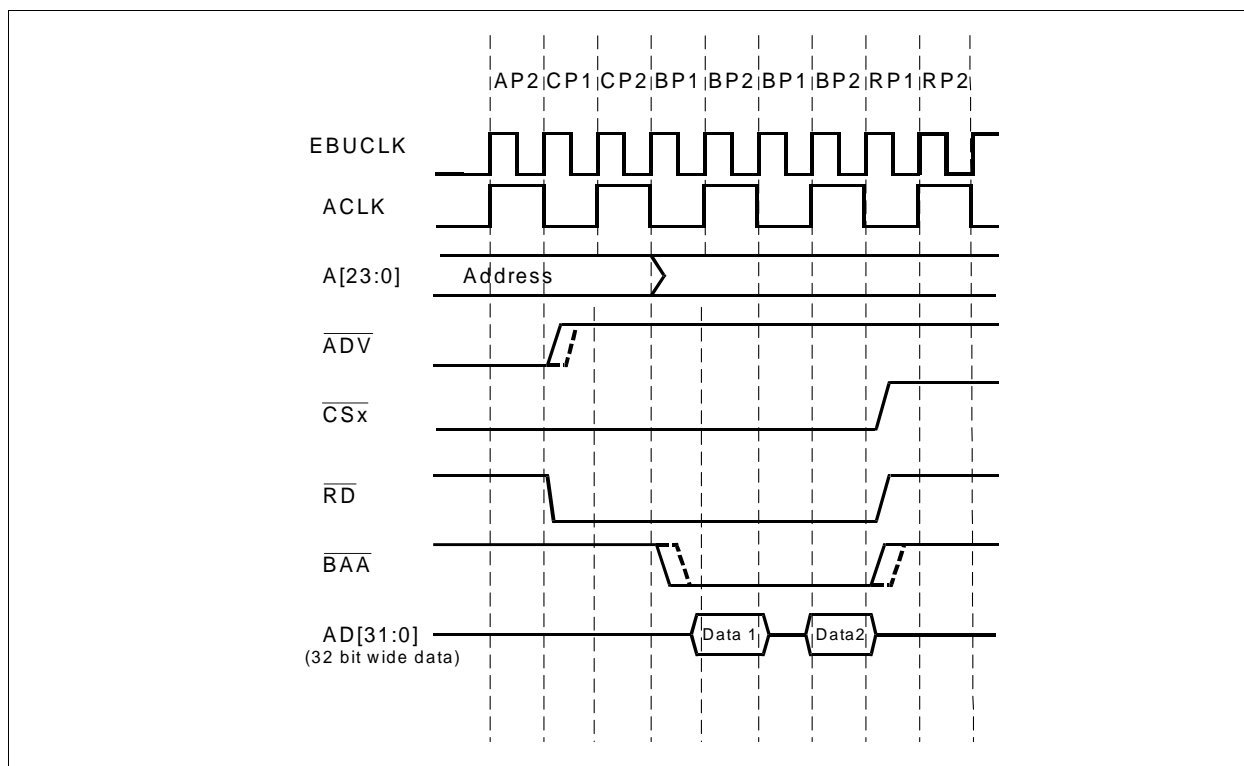 AP2 CP1 CP2 BP1 BP2 BP1 BP2 RP1 RP2
EBUCLK
ACLK
A[23:0] Address
ADV
CSx
RD
BAA
AD[31:0] Data 1 Data2
(32 bit wide data)